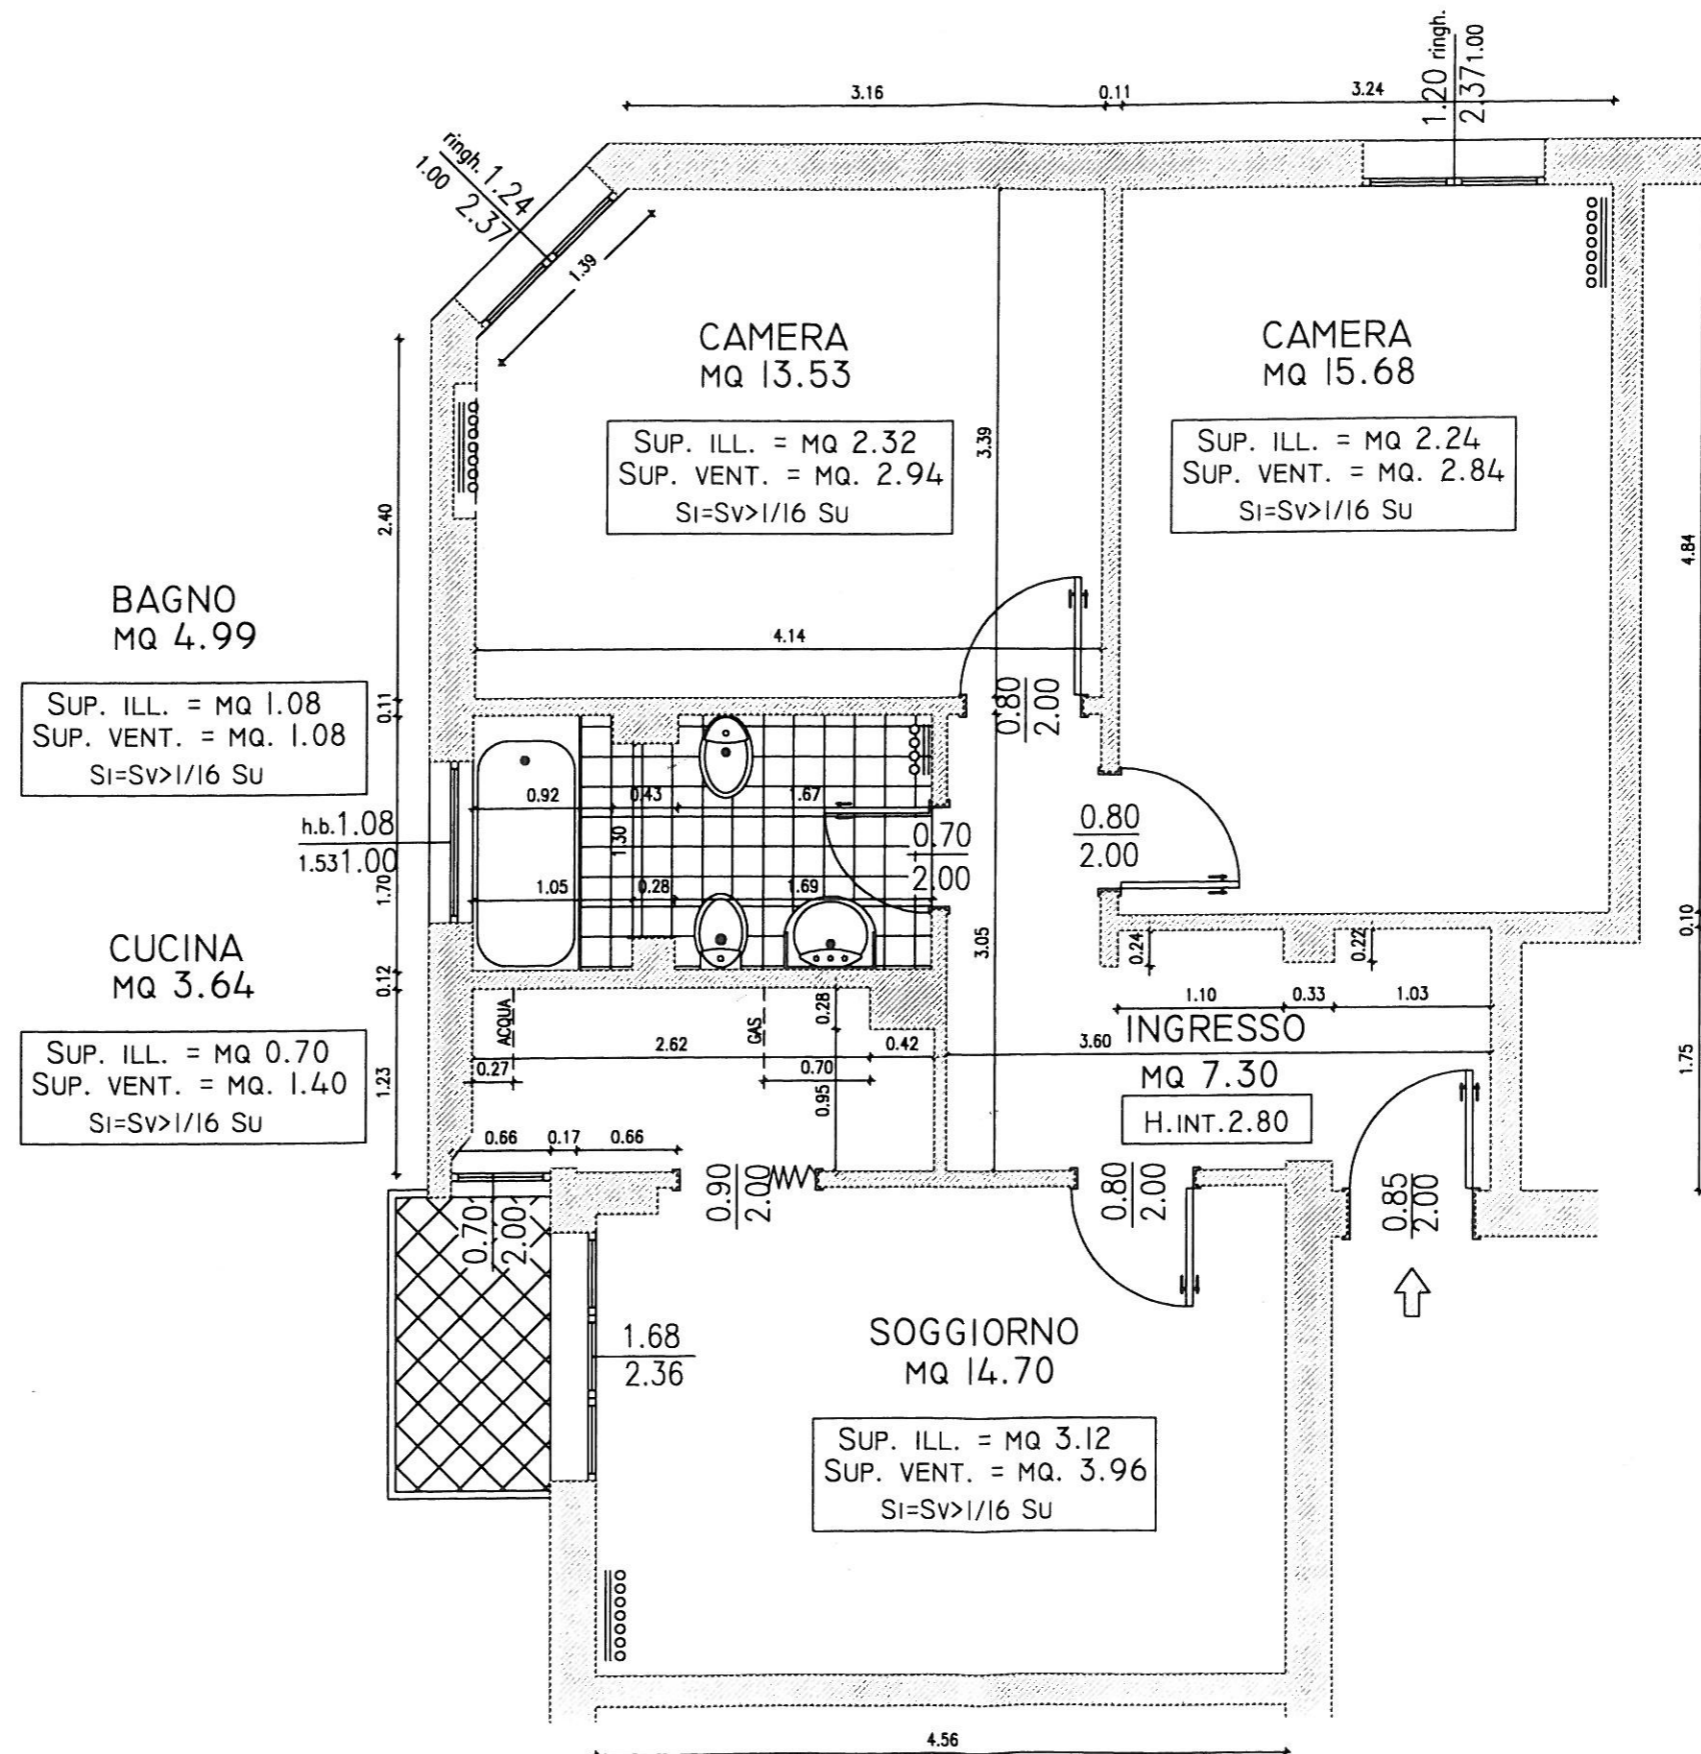 3.16
0.11
3.24
1.20 ringh.
2.37 1.00
ringh. 1.24
1.00 2.37
1.39
CAMERA
MQ 13.53
SUP. ILL. = MQ 2.32
SUP. VENT. = MQ. 2.94
SI=SV>1/16 SU
3.39
CAMERA
MQ 15.68
SUP. ILL. = MQ 2.24
SUP. VENT. = MQ. 2.84
SI=SV>1/16 SU
2.40
4.84
4.14
BAGNO
MQ 4.99
SUP. ILL. = MQ 1.08
SUP. VENT. = MQ. 1.08
SI=SV>1/16 SU
0.11
0.80
2.00
h.b. 1.08
1.53 1.00
1.70
0.92
0.43
1.67
1.30
1.05
0.28
1.69
0.70
2.00
0.80
2.00
CUCINA
MQ 3.64
SUP. ILL. = MQ 0.70
SUP. VENT. = MQ. 1.40
SI=SV>1/16 SU
0.12
1.23
3.05
0.24
0.22
0.10
1.75
1.10
0.33
1.03
ACQUA
GAS
0.28
2.62
0.42
0.27
0.70
0.95
3.60
INGRESSO
MQ 7.30
H.INT.2.80
0.66
0.17
0.66
0.70
2.00
0.90
2.00
0.80
2.00
0.85
2.00
1.68
2.36
SOGGIORNO
MQ 14.70
SUP. ILL. = MQ 3.12
SUP. VENT. = MQ. 3.96
SI=SV>1/16 SU
4.56